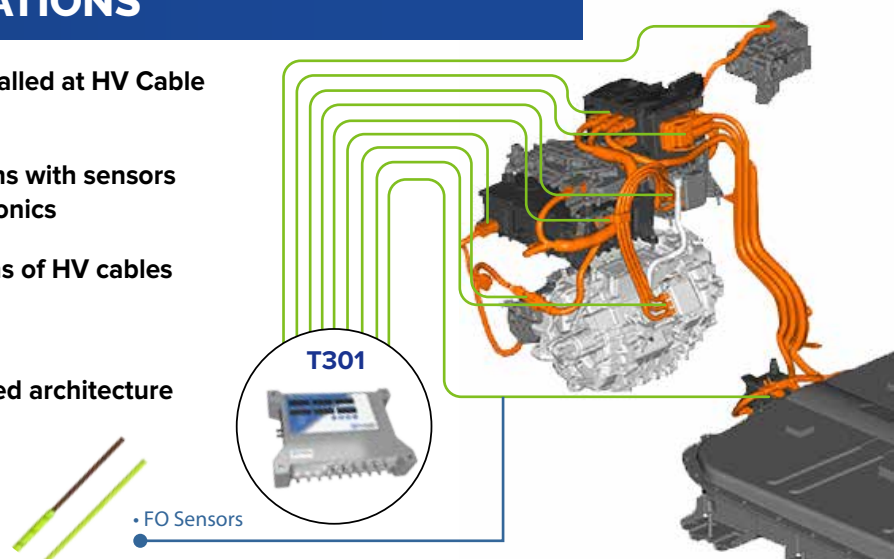 ATIONS
alled at HV Cable
ns with sensors
onics
s of HV cables
ed architecture
T301
• FO Sensors